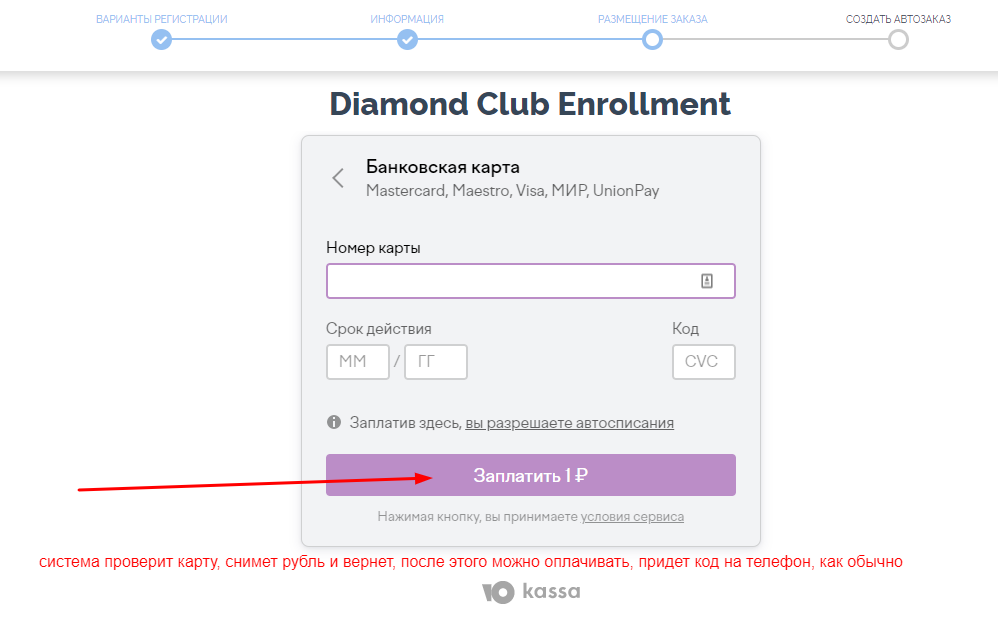 ВАРИАНТЫ РЕГИСТРАЦИИ ИНФОРМАЦИЯ РАЗМЕЩЕНИЕ ЗАКАЗА СОЗДАТЬ АВТОЗАКАЗ
Diamond Club Enrollment
Банковская карта
Mastercard, Maestro, Visa, МИР, UnionPay
Номер карты
Срок действия Код
ММ / ГГ CVC
Заплатив здесь, вы разрешаете автосписания
Заплатить 1 ₽
Нажимая кнопку, вы принимаете условия сервиса
система проверит карту, снимет рубль и вернет, после этого можно оплачивать, придет код на телефон, как обычно
Ю kassa